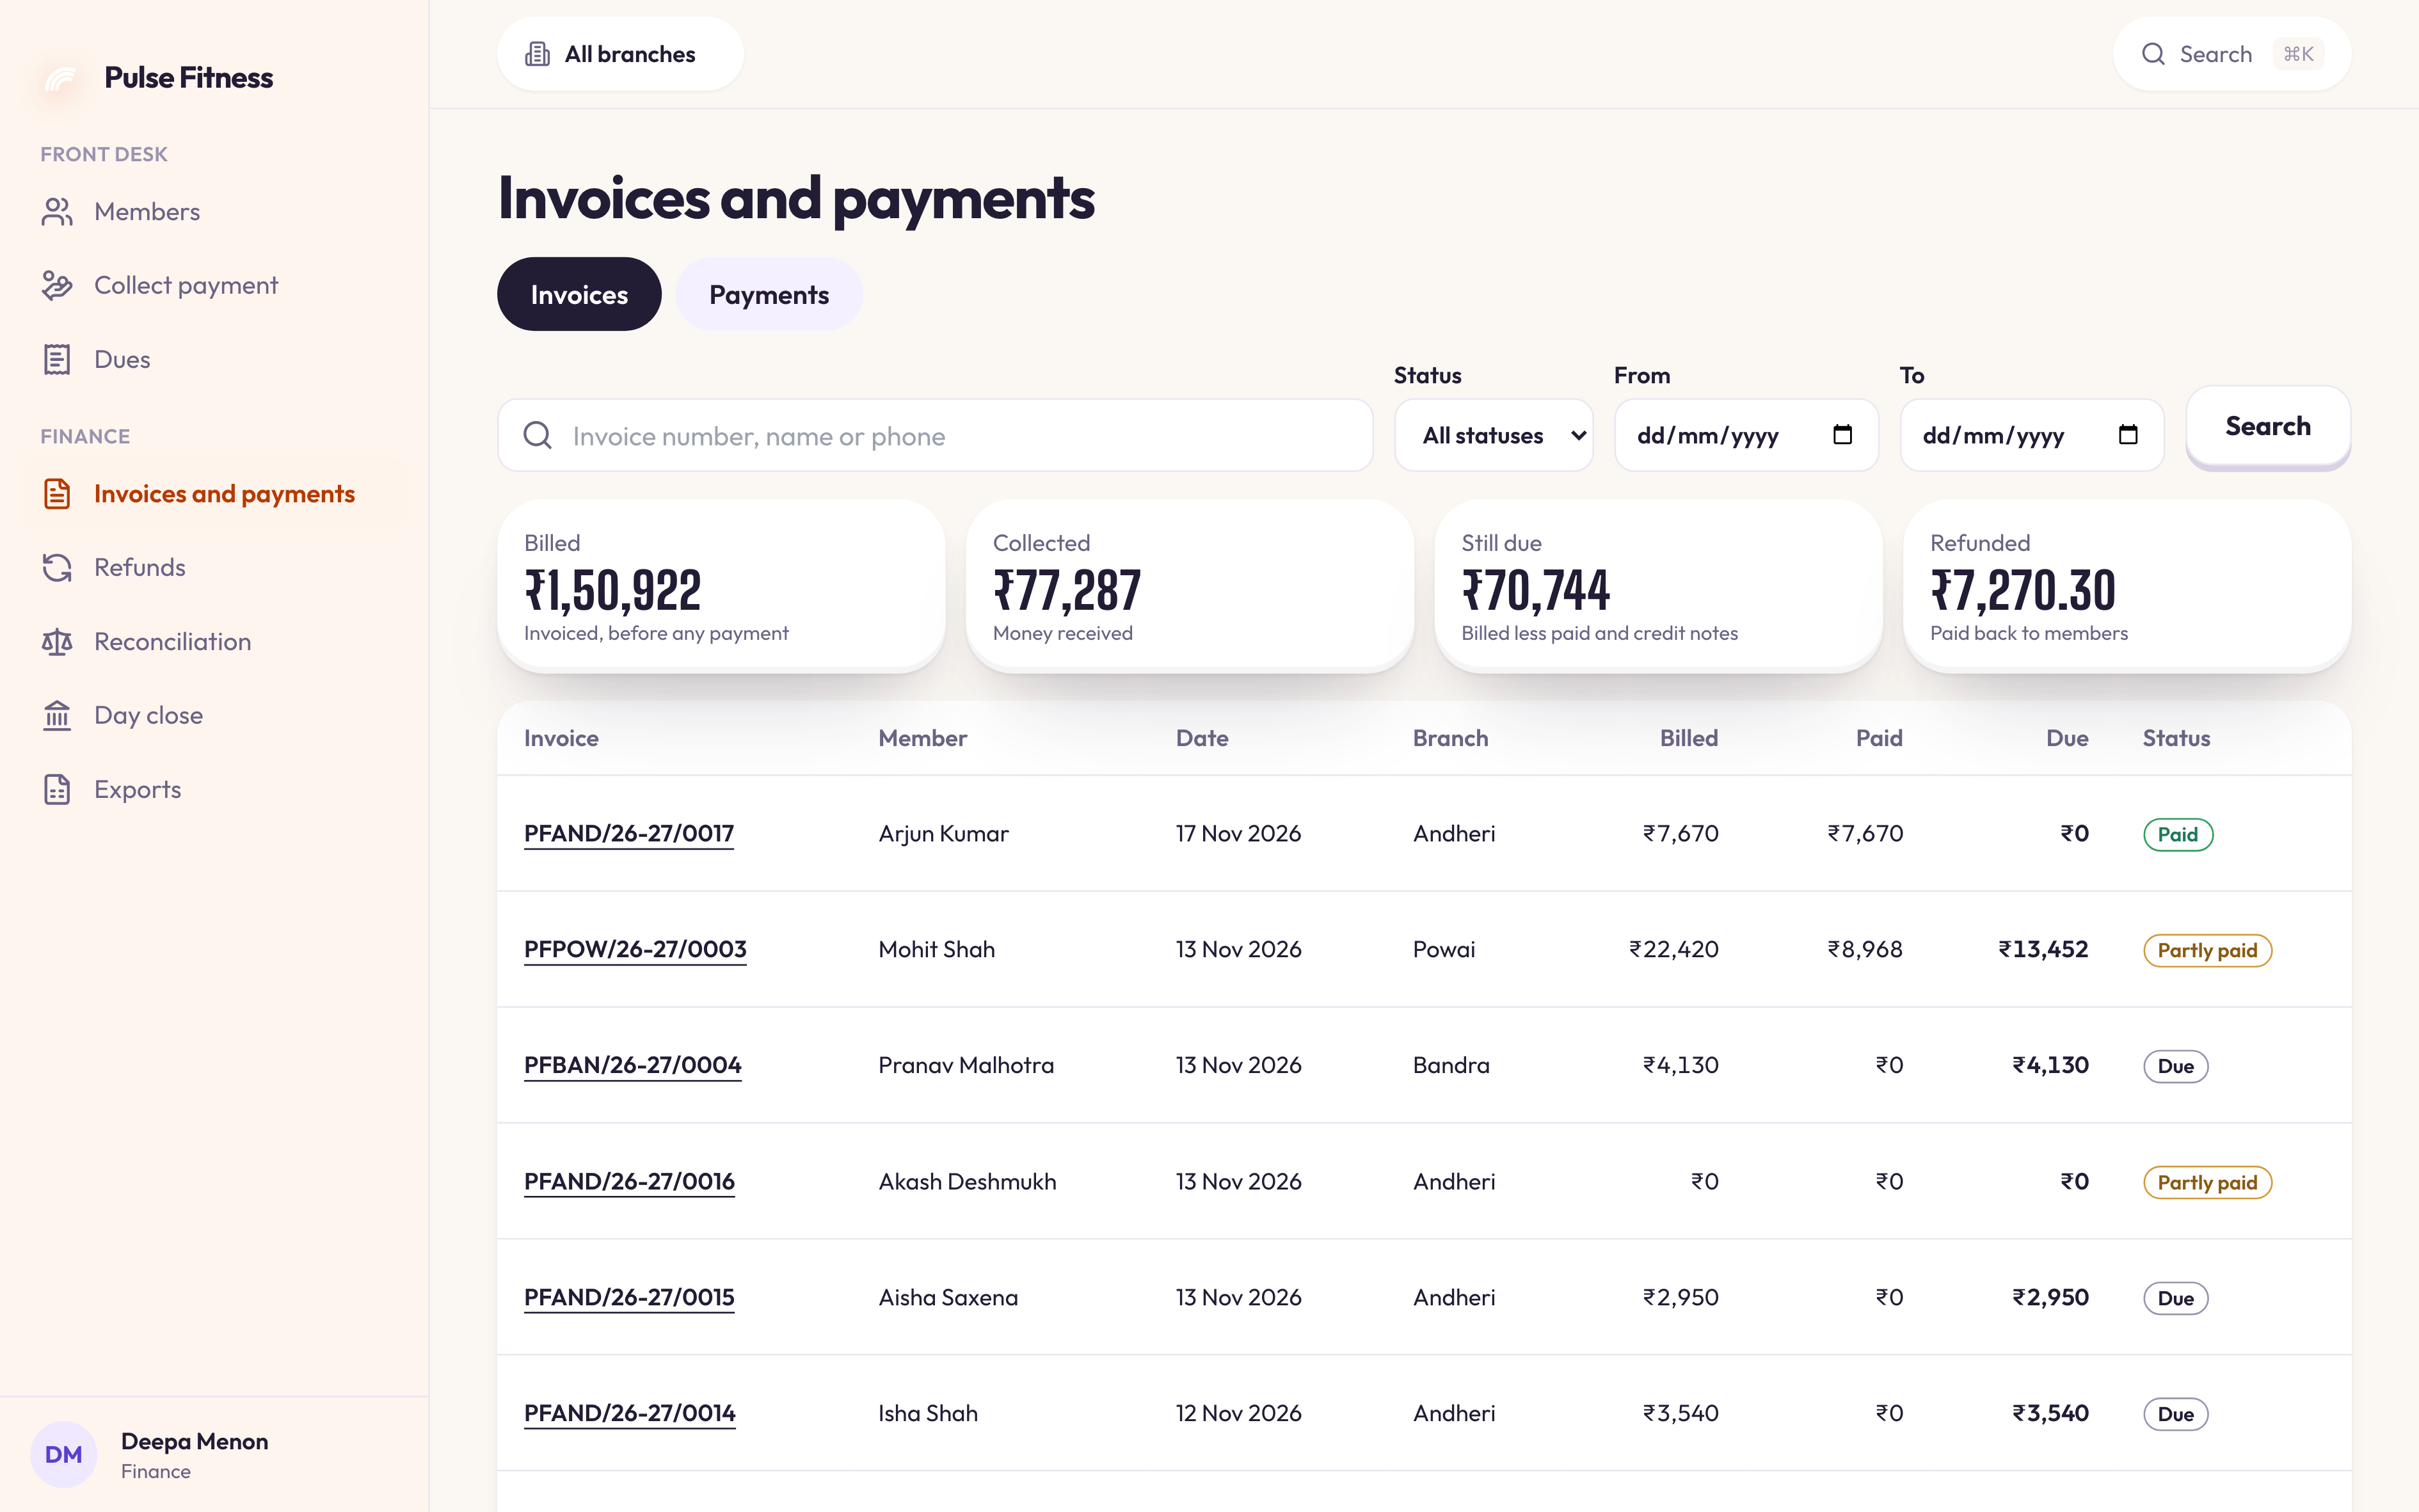 Pulse Fitness
FRONT DESK
Members
Collect payment
Dues
FINANCE
Invoices and payments
Refunds
Reconciliation
Day close
Exports
DM
Deepa Menon
Finance
All branches
Search ⌘K
Invoices and payments
Invoices Payments
Status From To
Invoice number, name or phone All statuses dd/mm/yyyy dd/mm/yyyy Search
Billed
₹1,50,922
Invoiced, before any payment
Collected
₹77,287
Money received
Still due
₹70,744
Billed less paid and credit notes
Refunded
₹7,270.30
Paid back to members
Invoice Member Date Branch Billed Paid Due Status
PFAND/26-27/0017 Arjun Kumar 17 Nov 2026 Andheri ₹7,670 ₹7,670 ₹0 Paid
PFPOW/26-27/0003 Mohit Shah 13 Nov 2026 Powai ₹22,420 ₹8,968 ₹13,452 Partly paid
PFBAN/26-27/0004 Pranav Malhotra 13 Nov 2026 Bandra ₹4,130 ₹0 ₹4,130 Due
PFAND/26-27/0016 Akash Deshmukh 13 Nov 2026 Andheri ₹0 ₹0 ₹0 Partly paid
PFAND/26-27/0015 Aisha Saxena 13 Nov 2026 Andheri ₹2,950 ₹0 ₹2,950 Due
PFAND/26-27/0014 Isha Shah 12 Nov 2026 Andheri ₹3,540 ₹0 ₹3,540 Due